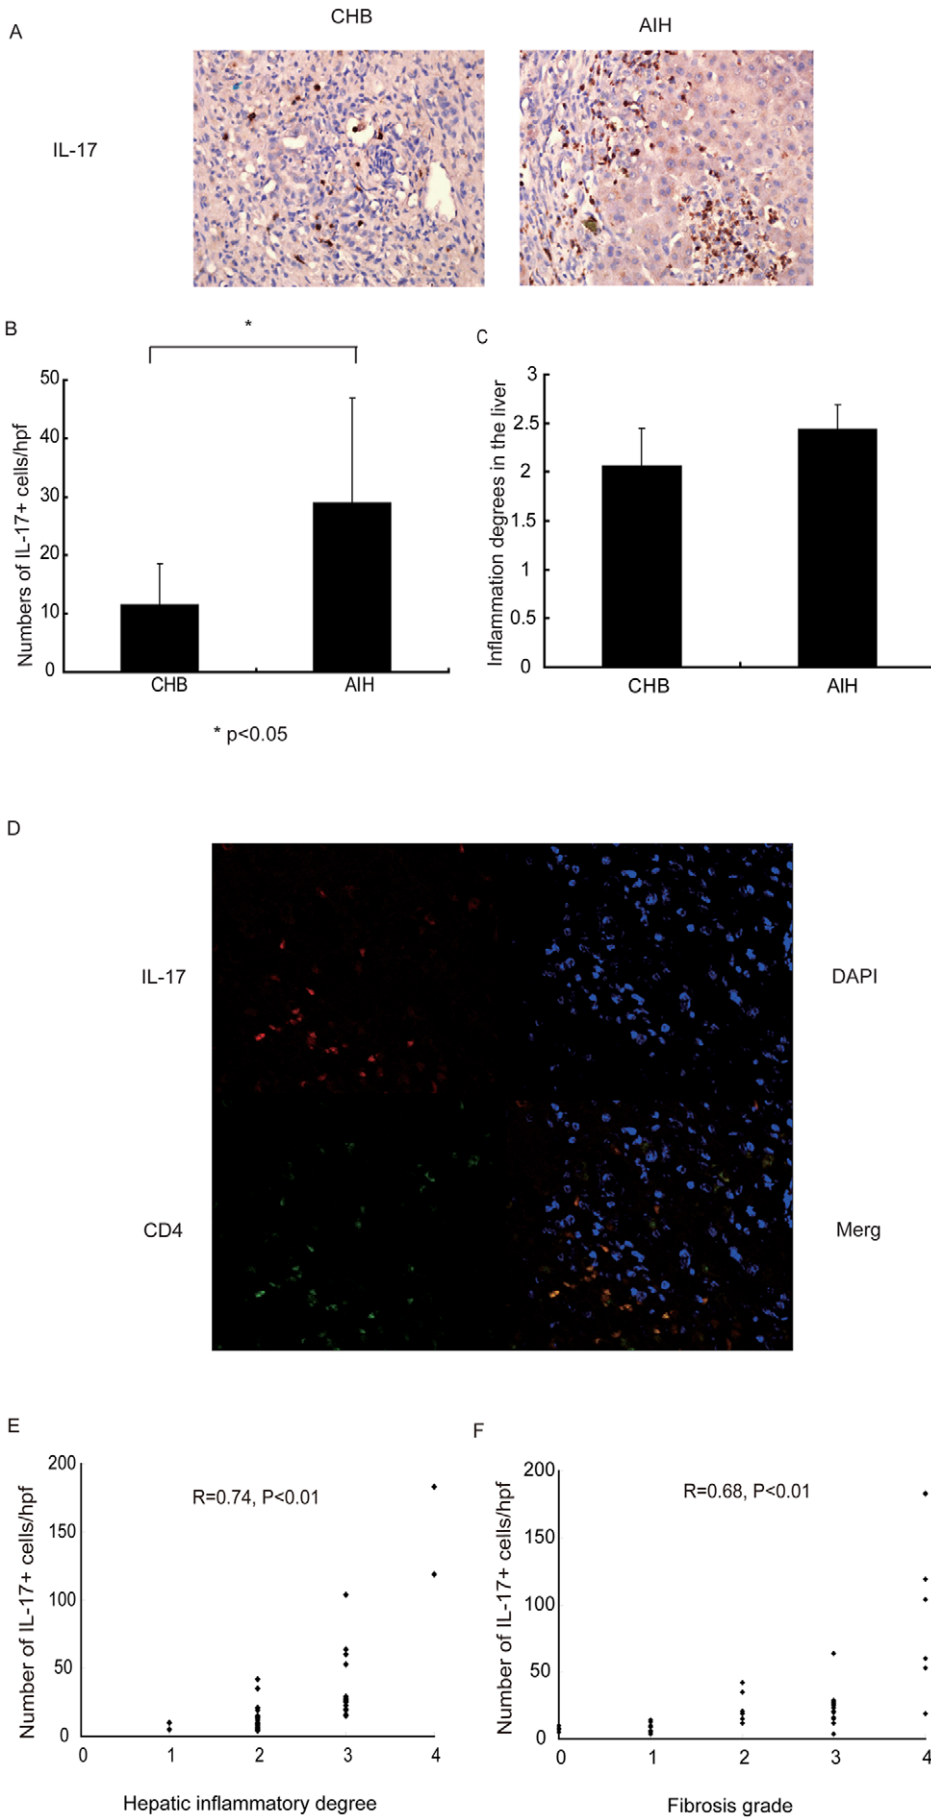 A
CHB
AIH
IL-17
B
*
Numbers of IL-17+ cells/hpf
50
40
30
20
10
0
CHB
AIH
* p<0.05
C
Inflammation degrees in the liver
3
2.5
2
1.5
1
0.5
0
CHB
AIH
D
IL-17
DAPI
CD4
Merg
E
R=0.74, P<0.01
Number of IL-17+ cells/hpf
200
150
100
50
0
0 1 2 3 4
Hepatic inflammatory degree
F
R=0.68, P<0.01
Number of IL-17+ cells/hpf
200
150
100
50
0
0 1 2 3 4
Fibrosis grade